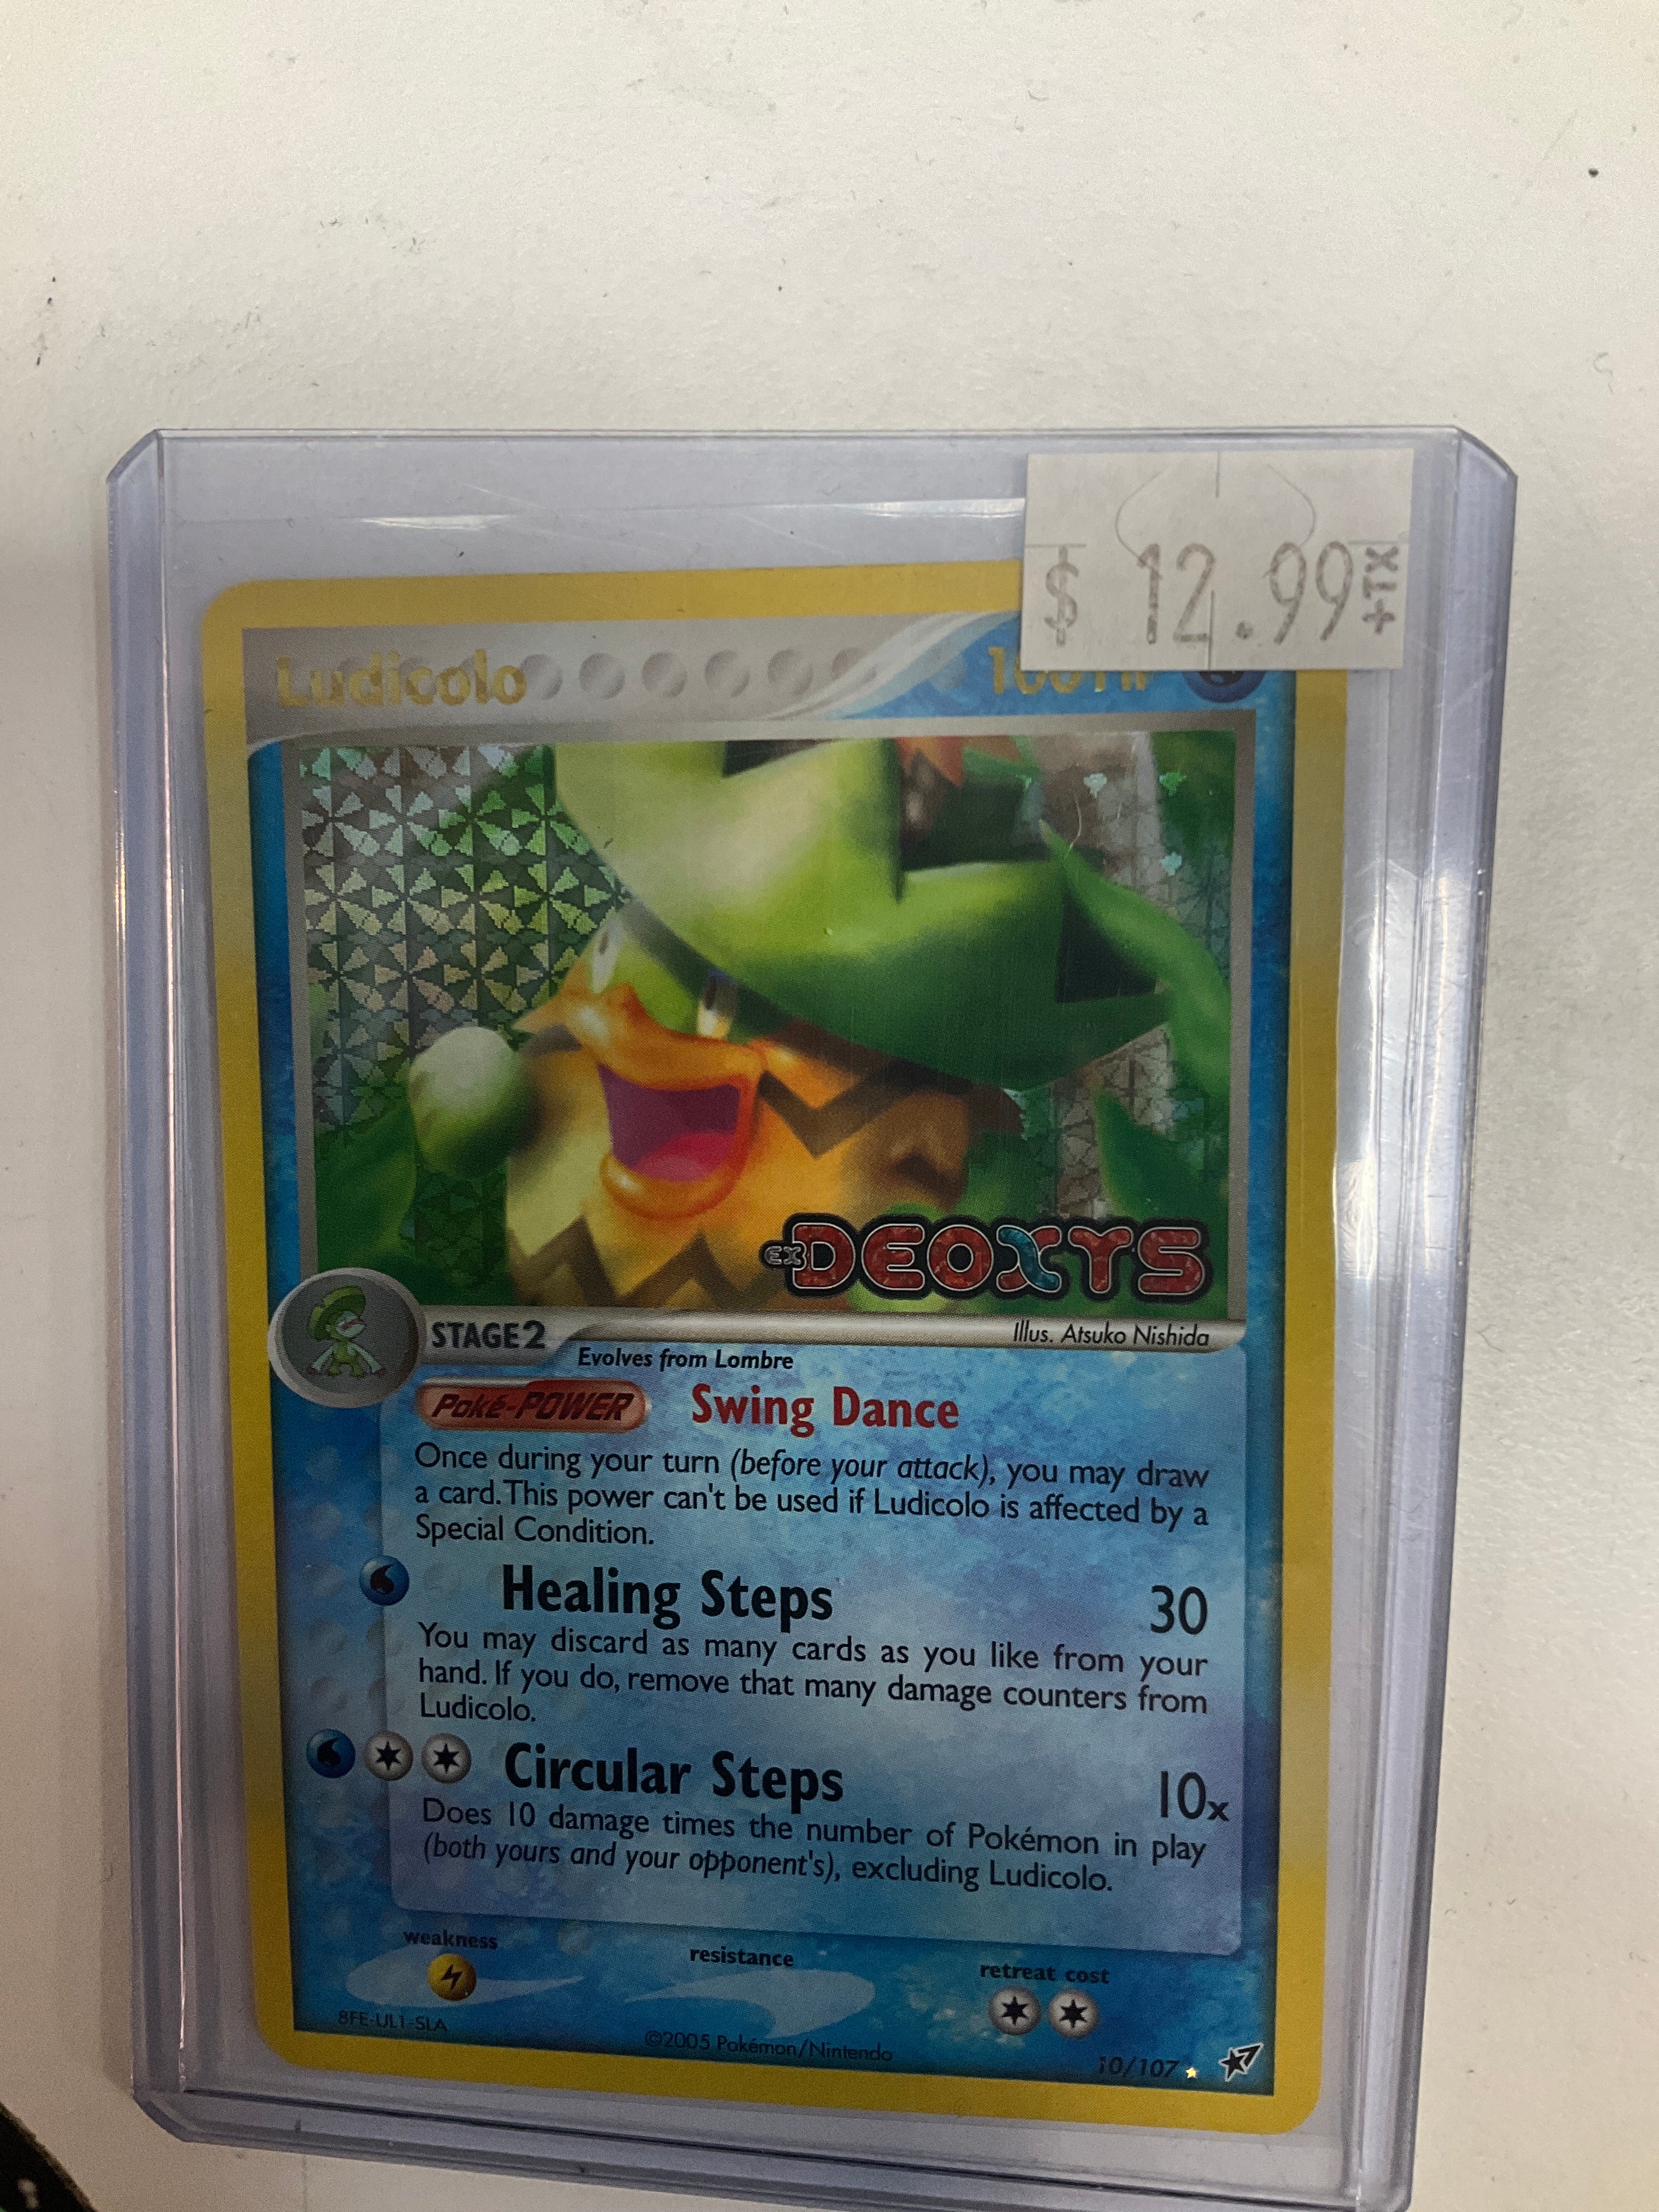 $ 12.99 +TX
Ludicolo
EX DEOXYS
STAGE2
Illus. Atsuko Nishida
Evolves from Lombre
Poké-POWER Swing Dance
Once during your turn (before your attack), you may draw
a card. This power can't be used if Ludicolo is affected by a
Special Condition.
Healing Steps 30
You may discard as many cards as you like from your
hand. If you do, remove that many damage counters from
Ludicolo.
Circular Steps 10x
Does 10 damage times the number of Pokémon in play
(both yours and your opponent's), excluding Ludicolo.
weakness resistance retreat cost
8FE-UL1-SLA
©2005 Pokémon/Nintendo
10/107